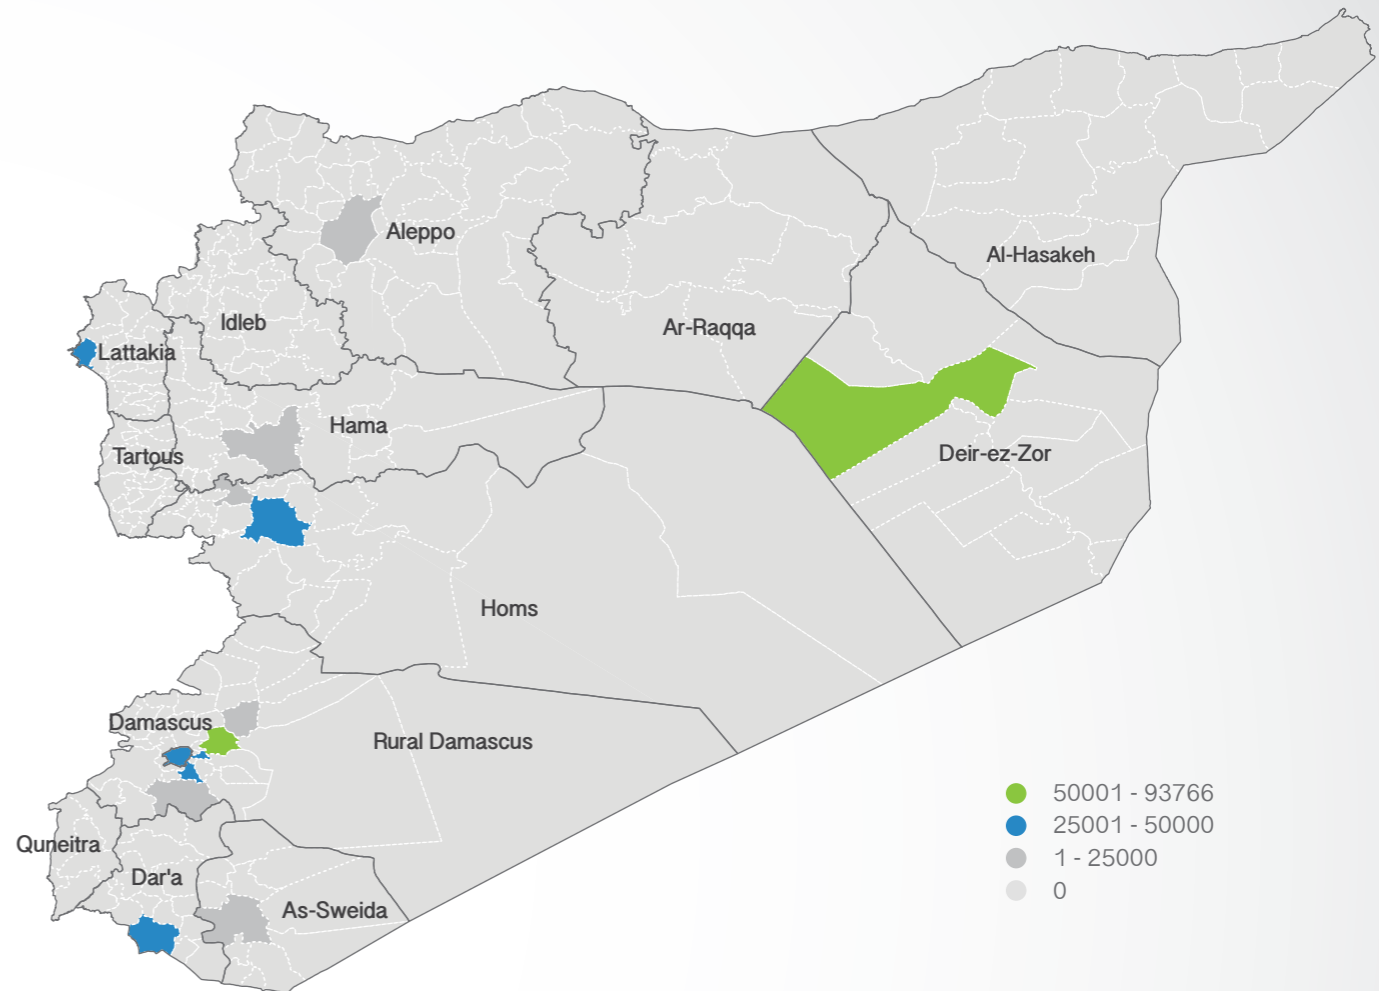 Aleppo
Al-Hasakeh
Idleb
Ar-Raqqa
Lattakia
Hama
Tartous
Deir-ez-Zor
Homs
Damascus
Rural Damascus
Quneitra
Dar'a
As-Sweida
50001 - 93766
25001 - 50000
1 - 25000
0